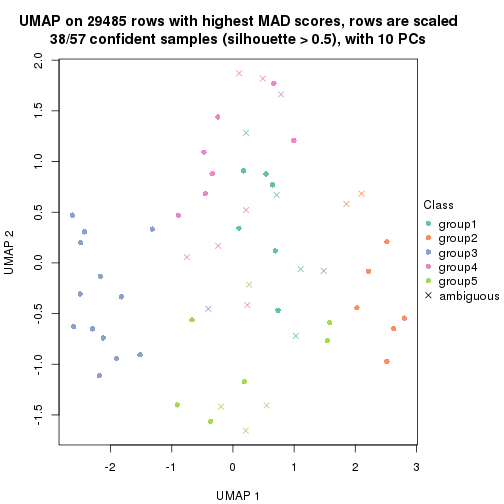 UMAP on 29485 rows with highest MAD scores, rows are scaled
38/57 confident samples (silhouette > 0.5), with 10 PCs
2.0
1.5
1.0
0.5
0.0
-0.5
-1.0
-1.5
UMAP 2
-2 -1 0 1 2 3
UMAP 1
Class
group1
group2
group3
group4
group5
ambiguous